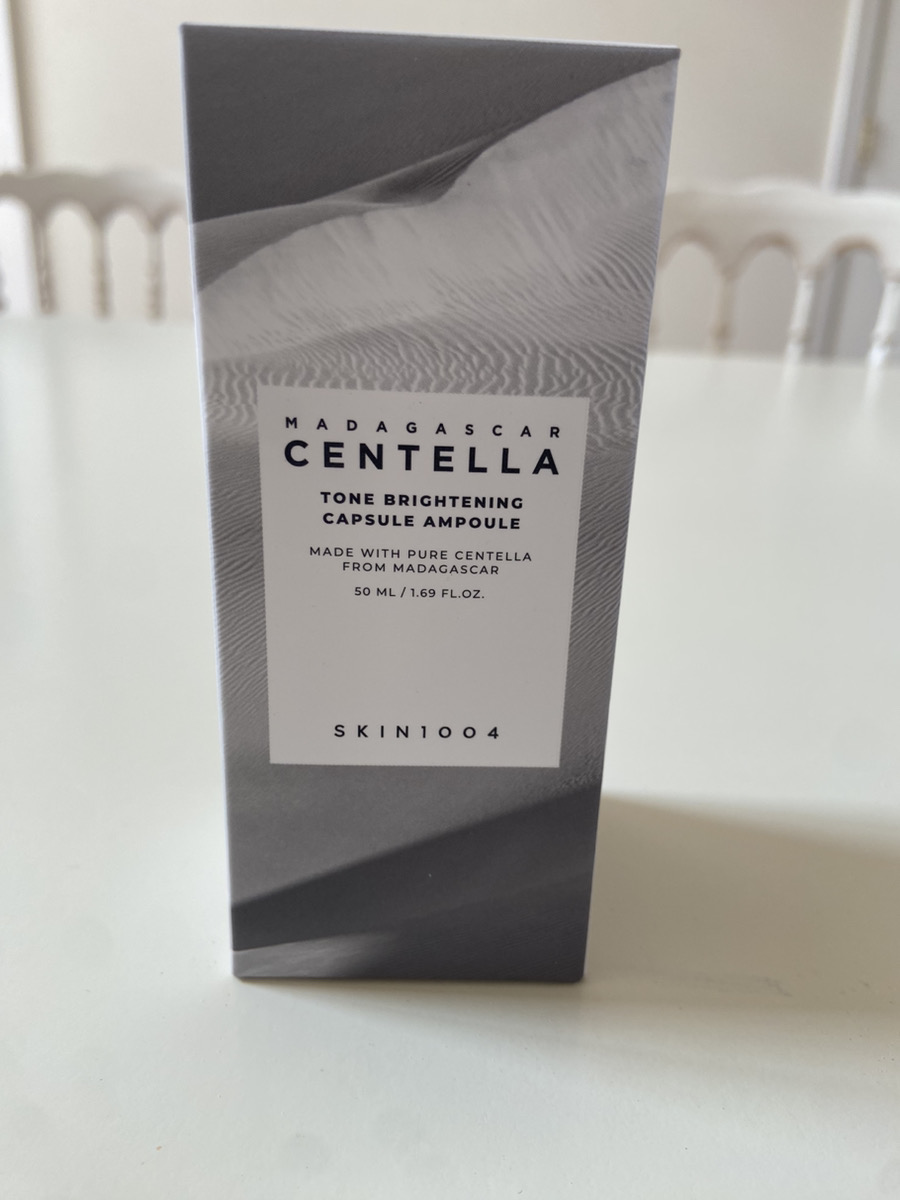 MADAGASCAR
CENTELLA
TONE BRIGHTENING
CAPSULE AMPOULE
MADE WITH PURE CENTELLA
FROM MADAGASCAR
50 ML / 1.69 FL.OZ.
SKIN1004